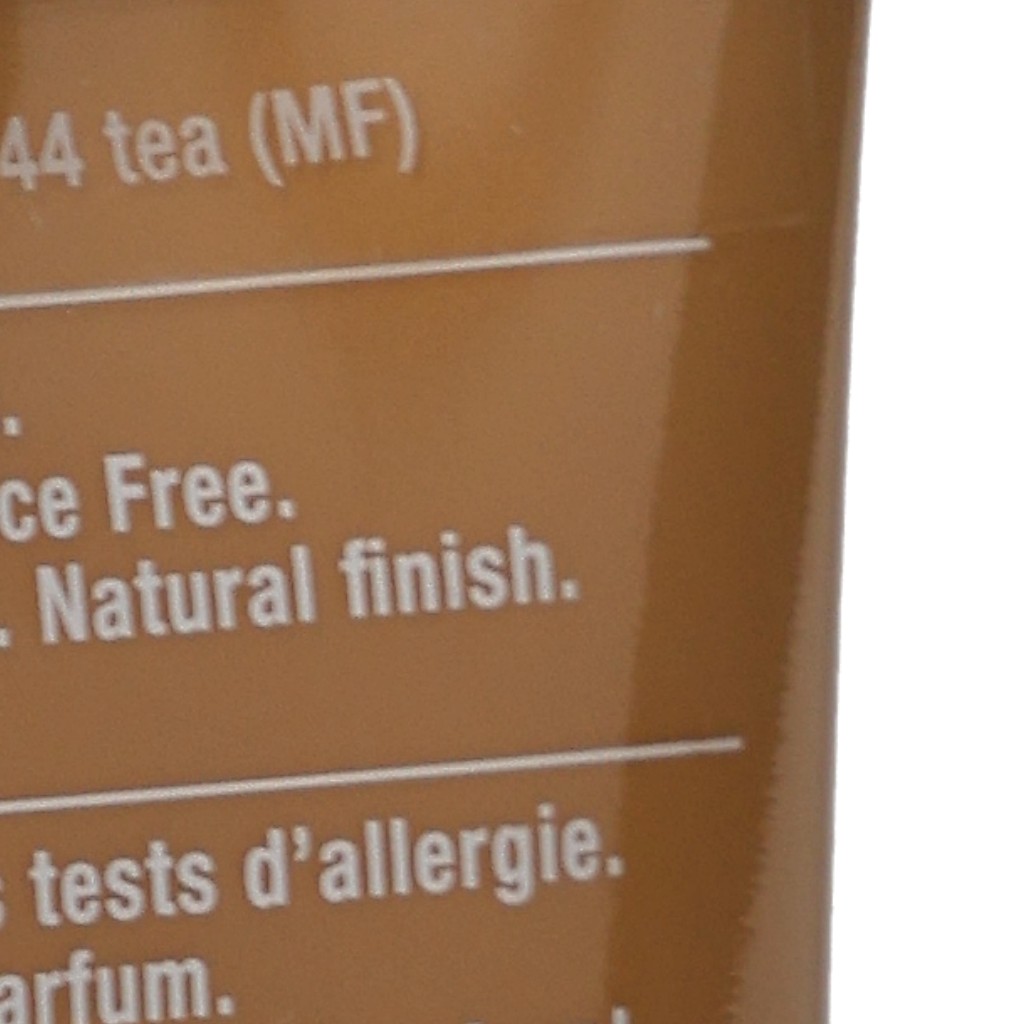 44 tea (MF)
.
ce Free.
. Natural finish.
s tests d’allergie.
arfum.